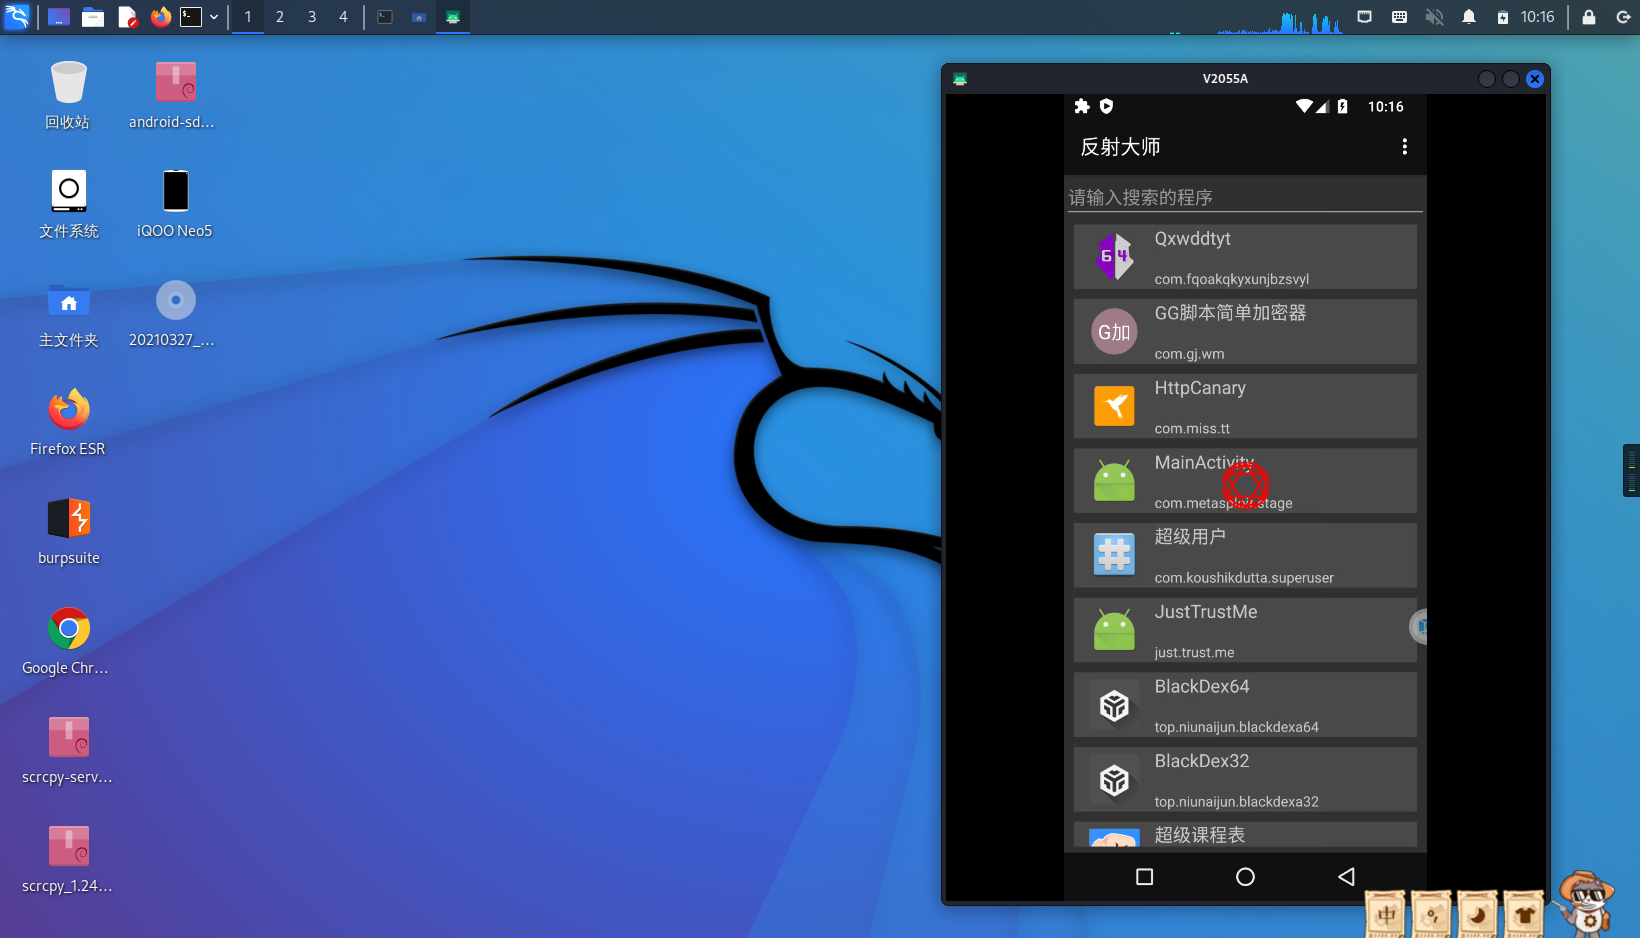 1 2 3 4
10:16
回收站
android-sd...
文件系统
iQOO Neo5
主文件夹
20210327_...
Firefox ESR
burpsuite
Google Chr...
scrcpy-serv...
scrcpy_1.24...
V2055A
10:16
反射大师
请输入搜索的程序
64
Qxwddtyt
com.fqoakqkyxunjbzsvyl
G加
GG脚本简单加密器
com.gj.wm
HttpCanary
com.miss.tt
MainActivity
com.metasploit.stage
超级用户
com.koushikdutta.superuser
JustTrustMe
just.trust.me
BlackDex64
top.niunaijun.blackdexa64
BlackDex32
top.niunaijun.blackdexa32
超级课程表
中